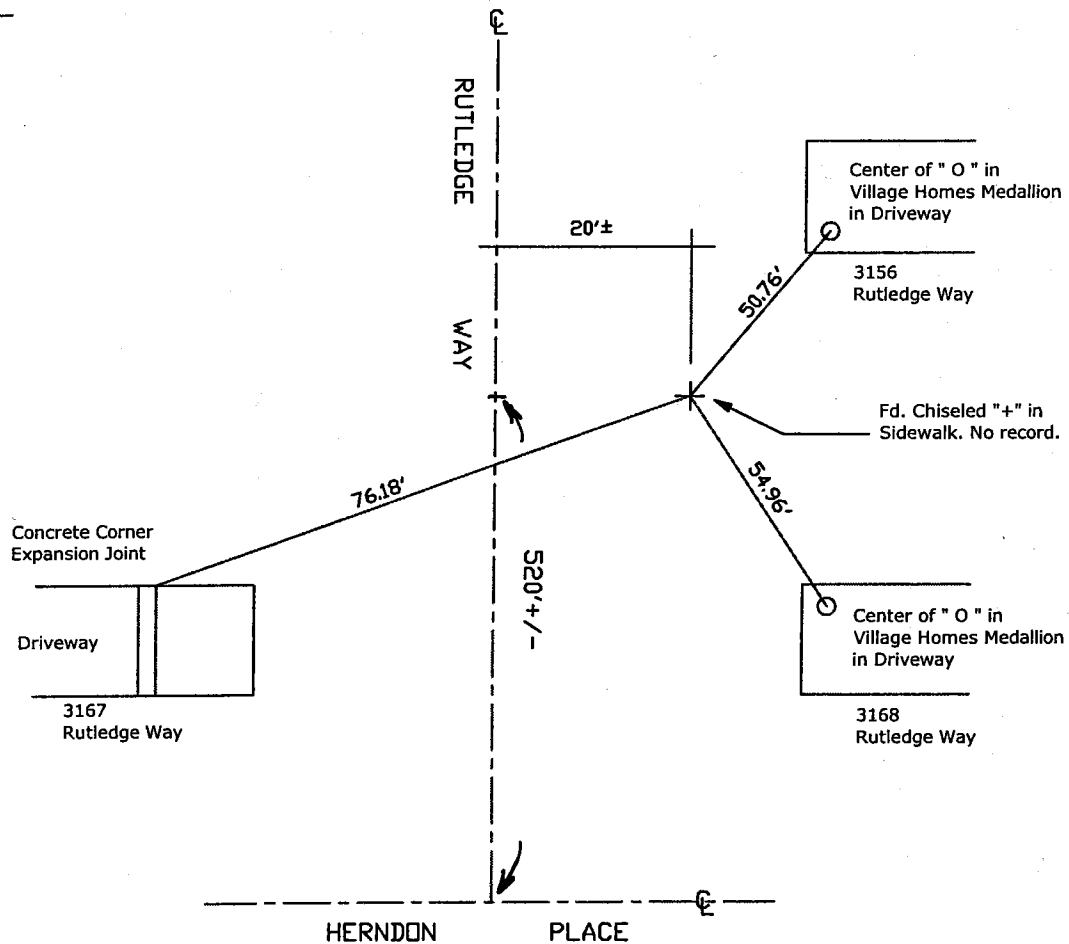 ℄
RUTLEDGE
WAY
20'±
Center of " O " in
Village Homes Medallion
in Driveway
3156
Rutledge Way
50.76'
Fd. Chiseled "+" in
Sidewalk. No record.
76.18'
54.96'
Concrete Corner
Expansion Joint
Driveway
3167
Rutledge Way
520'+/-
Center of " O " in
Village Homes Medallion
in Driveway
3168
Rutledge Way
℄
HERNDON PLACE